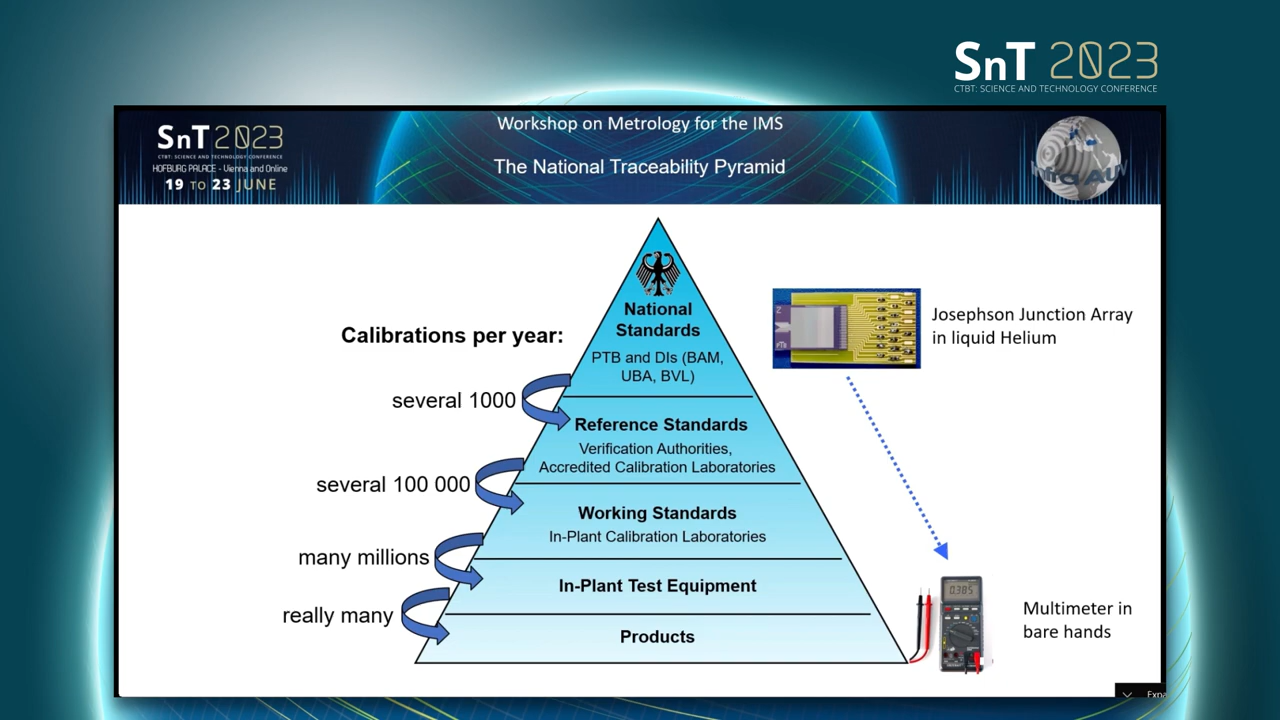 SnT 2023
CTBT: SCIENCE AND TECHNOLOGY CONFERENCE
SnT 2023
CTBT: SCIENCE AND TECHNOLOGY CONFERENCE
HOFBURG PALACE - Vienna and Online
19 TO 23 JUNE
Workshop on Metrology for the IMS
The National Traceability Pyramid
National
Standards
PTB and DIs (BAM,
UBA, BVL)
Calibrations per year:
several 1000
Reference Standards
Verification Authorities,
Accredited Calibration Laboratories
several 100 000
Working Standards
In-Plant Calibration Laboratories
many millions
In-Plant Test Equipment
really many
Products
Josephson Junction Array
in liquid Helium
PTB
0.385
Multimeter in
bare hands